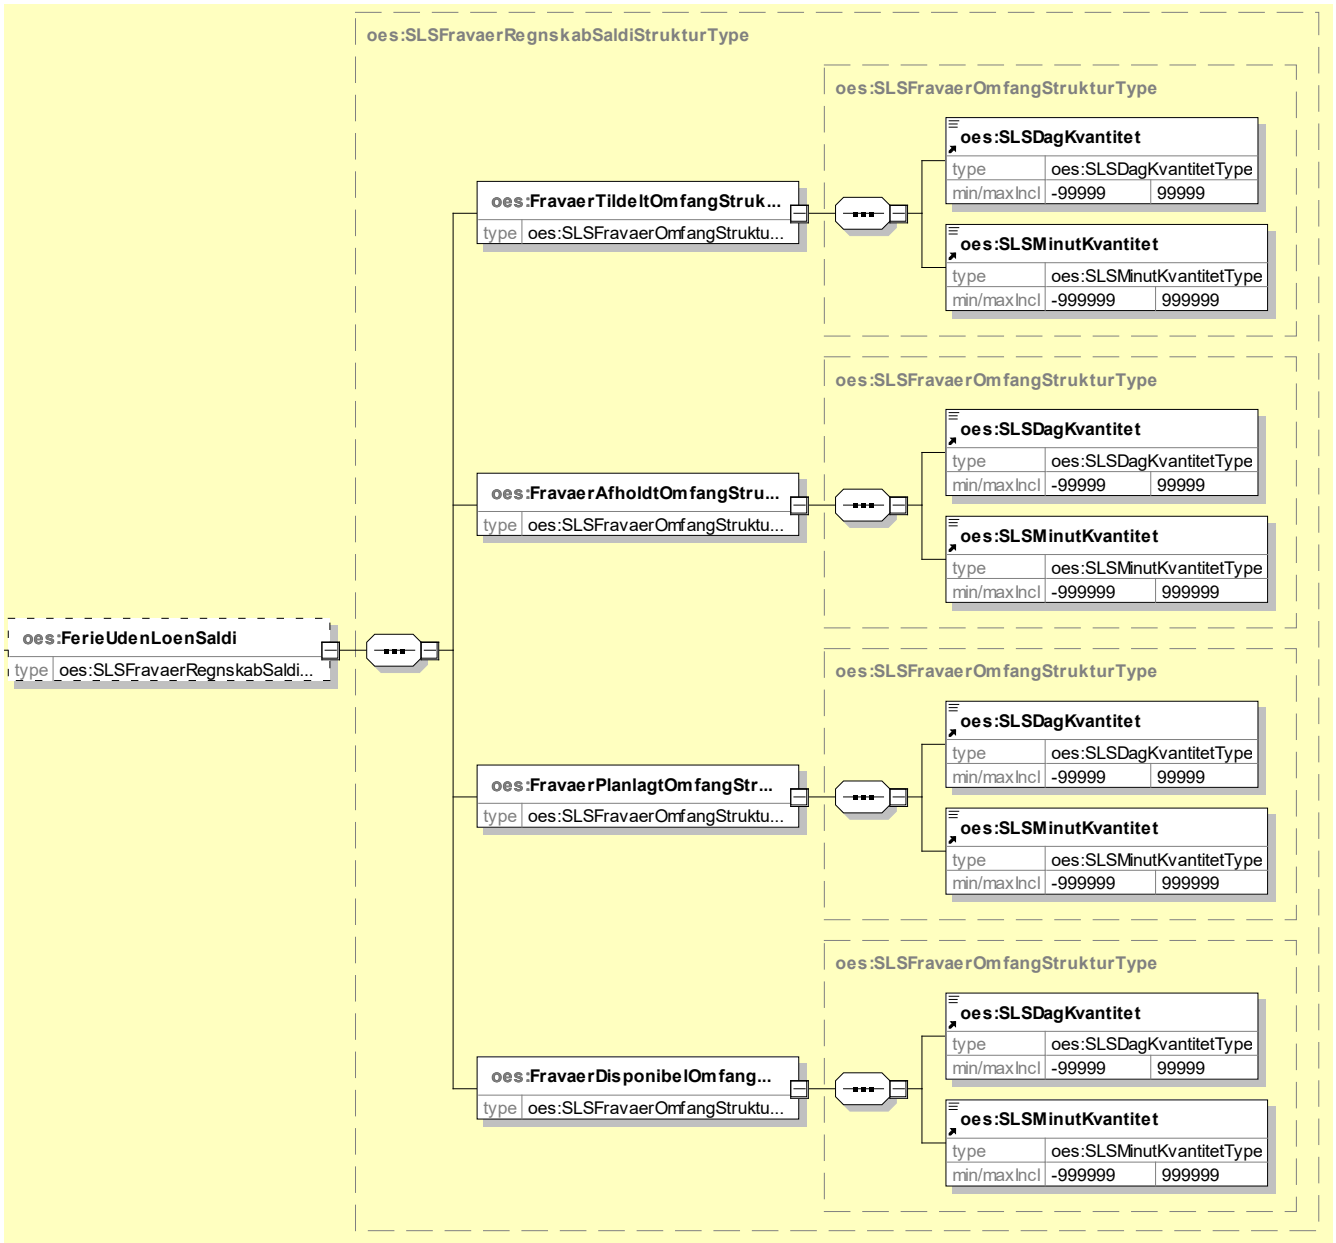 oes:SLSFravaerRegnskabSaldiStrukturType
oes:SLSFravaerOmfangStrukturType
oes:SLSDagKvantitet
type oes:SLSDagKvantitetType
min/maxIncl -99999 99999
oes:FravaerTildeltOmfangStruk...
type oes:SLSFravaerOmfangStruktu...
oes:SLSMinutKvantitet
type oes:SLSMinutKvantitetType
min/maxIncl -999999 999999
oes:SLSFravaerOmfangStrukturType
oes:SLSDagKvantitet
type oes:SLSDagKvantitetType
min/maxIncl -99999 99999
oes:FravaerAfholdtOmfangStru...
type oes:SLSFravaerOmfangStruktu...
oes:SLSMinutKvantitet
type oes:SLSMinutKvantitetType
min/maxIncl -999999 999999
oes:FerieUdenLoenSaldi
type oes:SLSFravaerRegnskabSaldi...
oes:SLSFravaerOmfangStrukturType
oes:SLSDagKvantitet
type oes:SLSDagKvantitetType
min/maxIncl -99999 99999
oes:FravaerPlanlagtOmfangStr...
type oes:SLSFravaerOmfangStruktu...
oes:SLSMinutKvantitet
type oes:SLSMinutKvantitetType
min/maxIncl -999999 999999
oes:SLSFravaerOmfangStrukturType
oes:SLSDagKvantitet
type oes:SLSDagKvantitetType
min/maxIncl -99999 99999
oes:FravaerDisponibelOmfang...
type oes:SLSFravaerOmfangStruktu...
oes:SLSMinutKvantitet
type oes:SLSMinutKvantitetType
min/maxIncl -999999 999999